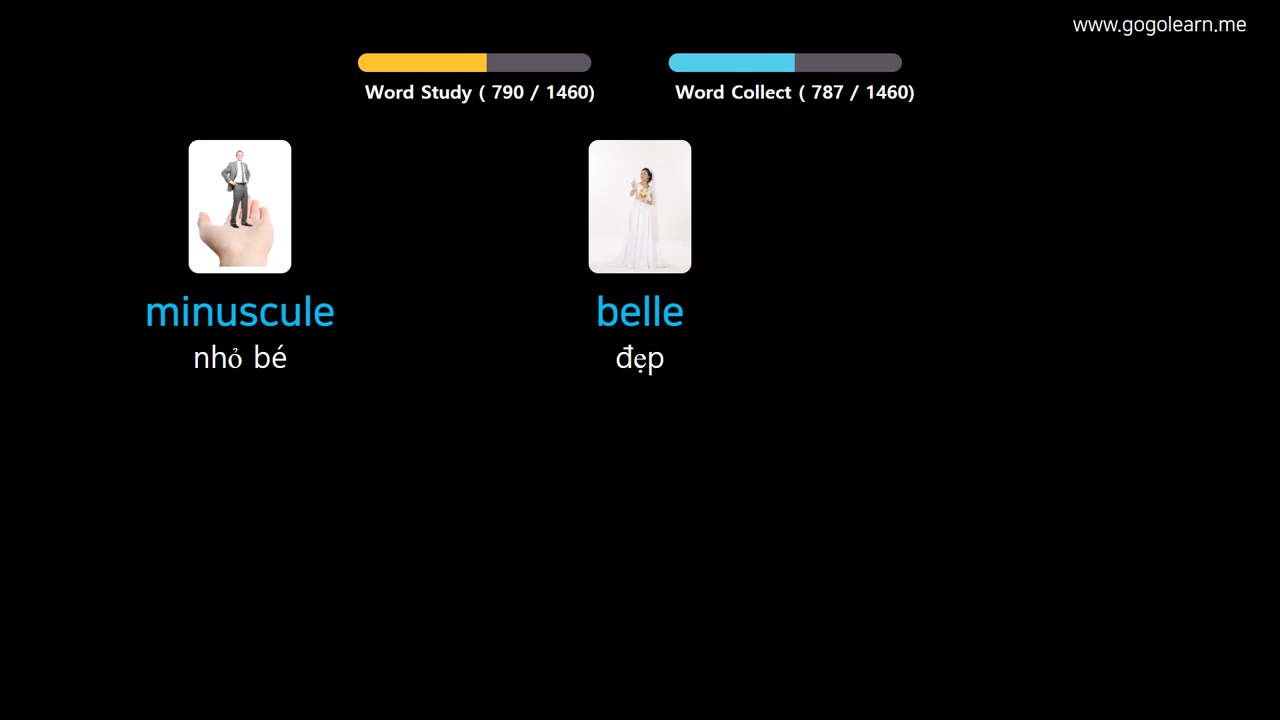 www.gogolearn.me
Word Study ( 790 / 1460)
Word Collect ( 787 / 1460)
minuscule
nhỏ bé
belle
đẹp